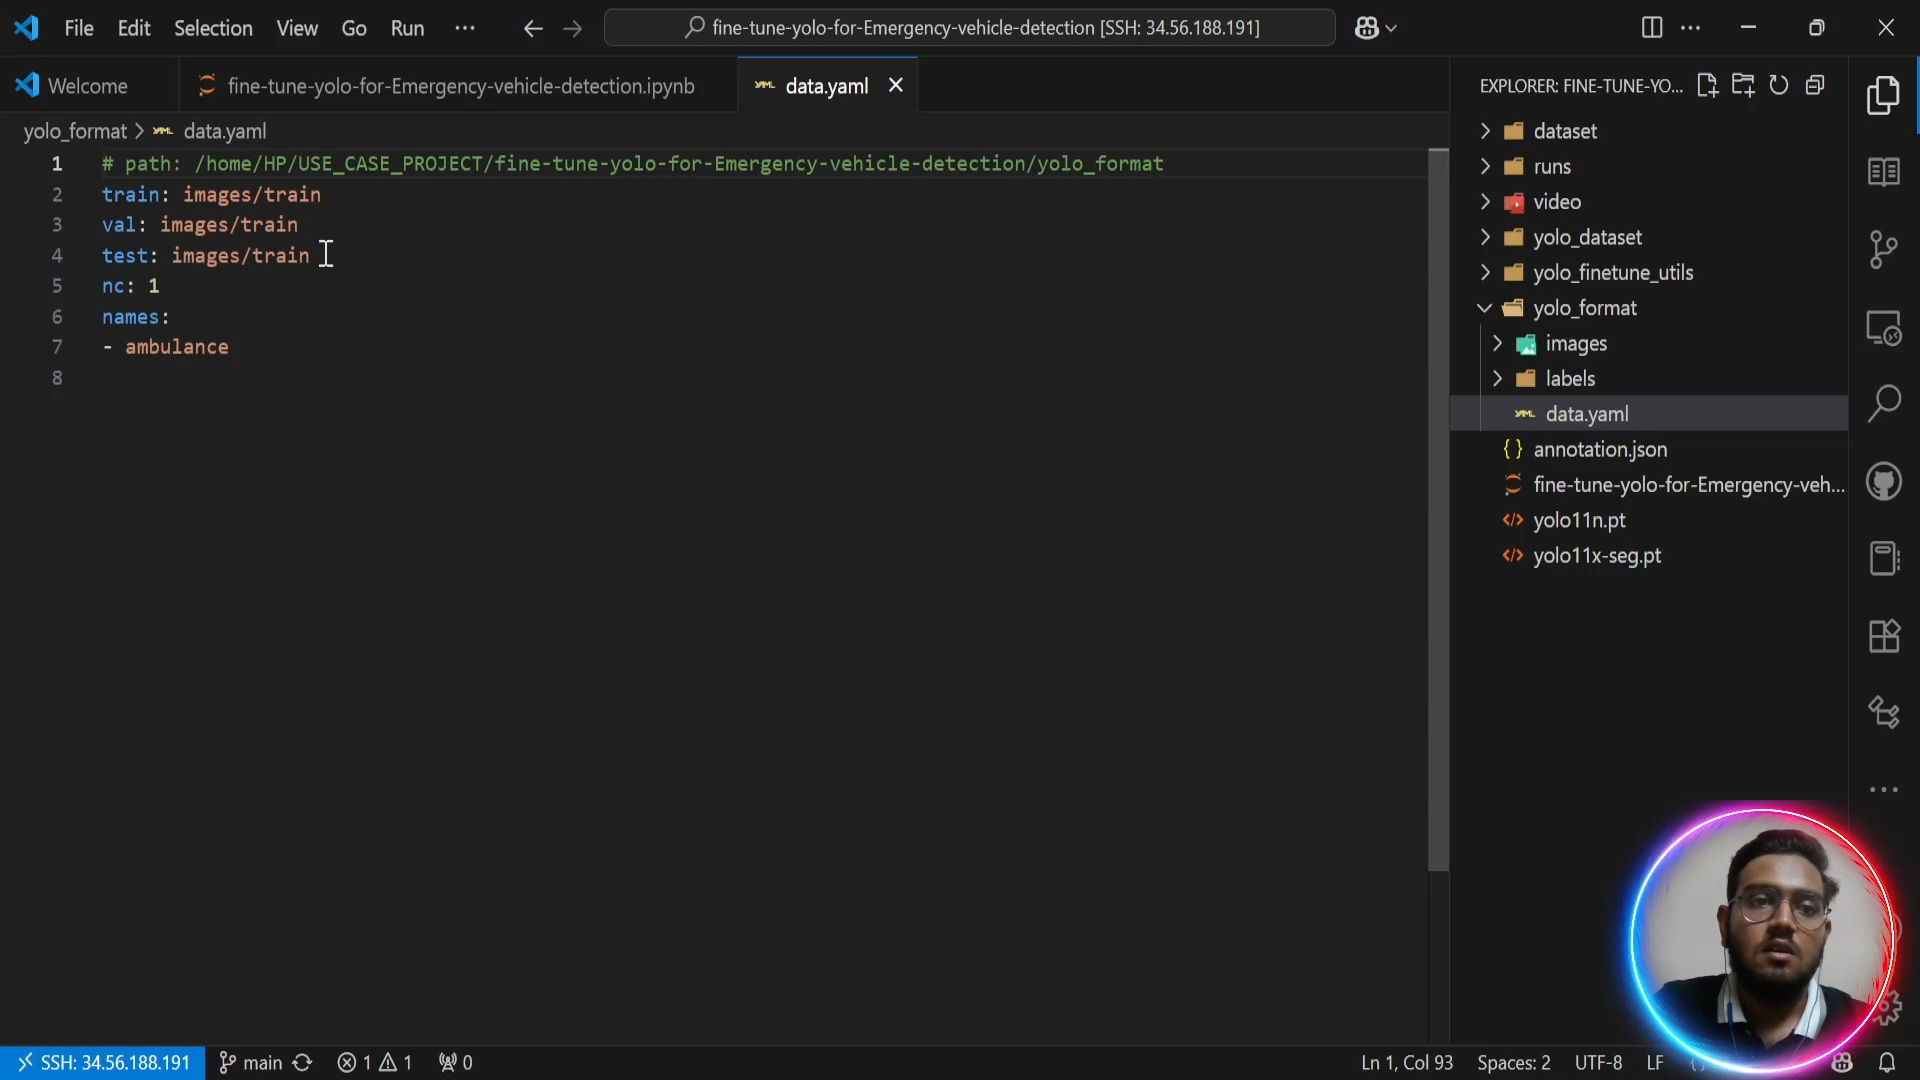 File Edit Selection View Go Run ··· fine-tune-yolo-for-Emergency-vehicle-detection [SSH: 34.56.188.191]
Welcome fine-tune-yolo-for-Emergency-vehicle-detection.ipynb YAML data.yaml
EXPLORER: FINE-TUNE-YO...
yolo_format > YAML data.yaml
1 # path: /home/HP/USE_CASE_PROJECT/fine-tune-yolo-for-Emergency-vehicle-detection/yolo_format
2 train: images/train
3 val: images/train
4 test: images/train
5 nc: 1
6 names:
7 - ambulance
8
dataset
runs
video
yolo_dataset
yolo_finetune_utils
yolo_format
images
labels
YAML data.yaml
{} annotation.json
fine-tune-yolo-for-Emergency-veh...
yolo11n.pt
yolo11x-seg.pt
SSH: 34.56.188.191 main 1 1 0 Ln 1, Col 93 Spaces: 2 UTF-8 LF